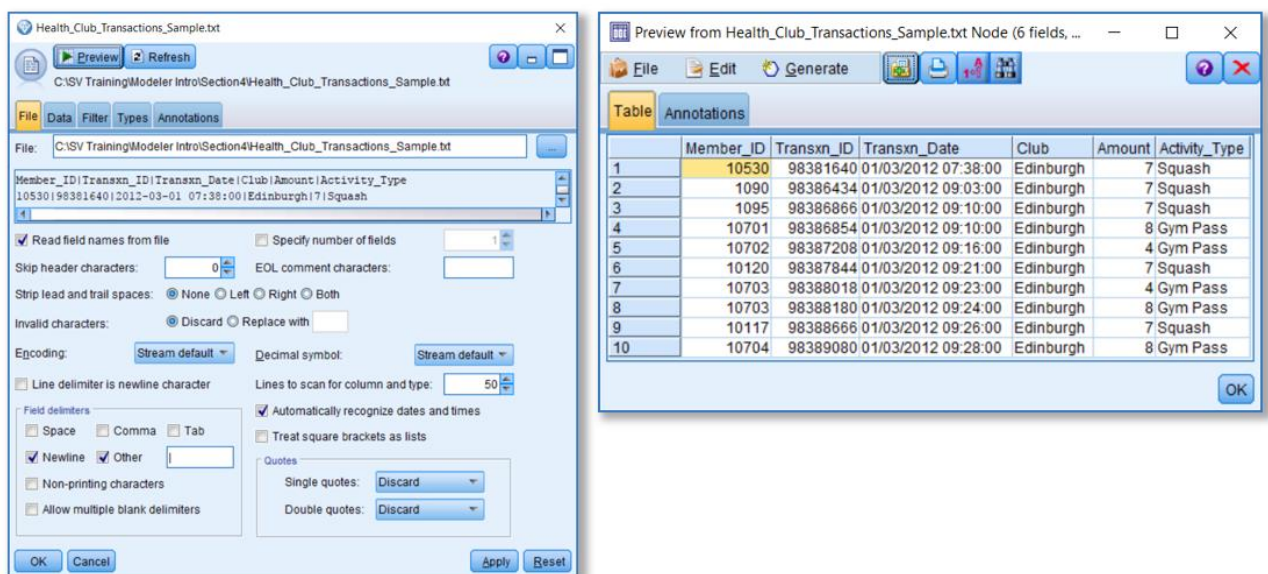 Health_Club_Transactions_Sample.txt
Preview Refresh
C:\SV Training\Modeler Intro\Section4\Health_Club_Transactions_Sample.txt
File Data Filter Types Annotations
File: C:\SV Training\Modeler Intro\Section4\Health_Club_Transactions_Sample.txt ...
Member_ID|Transxn_ID|Transxn_Date|Club|Amount|Activity_Type
10530|98381640|2012-03-01 07:38:00|Edinburgh|7|Squash
Read field names from file Specify number of fields 1
Skip header characters: 0 EOL comment characters:
Strip lead and trail spaces: None Left Right Both
Invalid characters: Discard Replace with
Encoding: Stream default Decimal symbol: Stream default
Line delimiter is newline character Lines to scan for column and type: 50
Field delimiters Automatically recognize dates and times
Space Comma Tab Treat square brackets as lists
Newline Other | Quotes
Non-printing characters Single quotes: Discard
Allow multiple blank delimiters Double quotes: Discard
OK Cancel Apply Reset
Preview from Health_Club_Transactions_Sample.txt Node (6 fields, ...
File Edit Generate
Table Annotations
Member_ID Transxn_ID Transxn_Date Club Amount Activity_Type
1 10530 98381640 01/03/2012 07:38:00 Edinburgh 7 Squash
2 1090 98386434 01/03/2012 09:03:00 Edinburgh 7 Squash
3 1095 98386866 01/03/2012 09:10:00 Edinburgh 7 Squash
4 10701 98386854 01/03/2012 09:10:00 Edinburgh 8 Gym Pass
5 10702 98387208 01/03/2012 09:16:00 Edinburgh 4 Gym Pass
6 10120 98387844 01/03/2012 09:21:00 Edinburgh 7 Squash
7 10703 98388018 01/03/2012 09:23:00 Edinburgh 4 Gym Pass
8 10703 98388180 01/03/2012 09:24:00 Edinburgh 8 Gym Pass
9 10117 98388666 01/03/2012 09:26:00 Edinburgh 7 Squash
10 10704 98389080 01/03/2012 09:28:00 Edinburgh 8 Gym Pass
OK